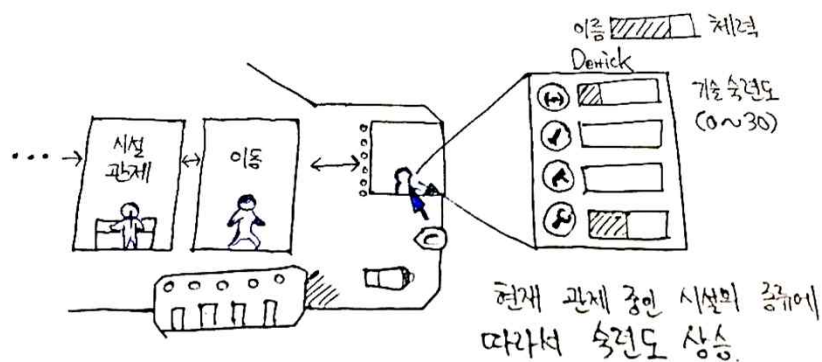 이름 체력
Derrick
기술 숙련도
(0~30)
시설
관제
이동
현재 관제 중인 시설의 종류에
따라서 숙련도 상승.